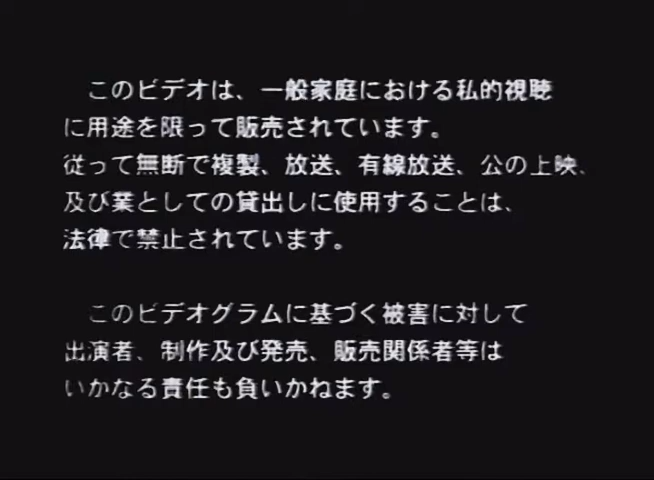 このビデオは、一般家庭における私的視聴
に用途を限って販売されています。
従って無断で複製、放送、有線放送、公の上映、
及び業としての貸出しに使用することは、
法律で禁止されています。
このビデオグラムに基づく被害に対して
出演者、制作及び発売、販売関係者等は
いかなる責任も負いかねます。